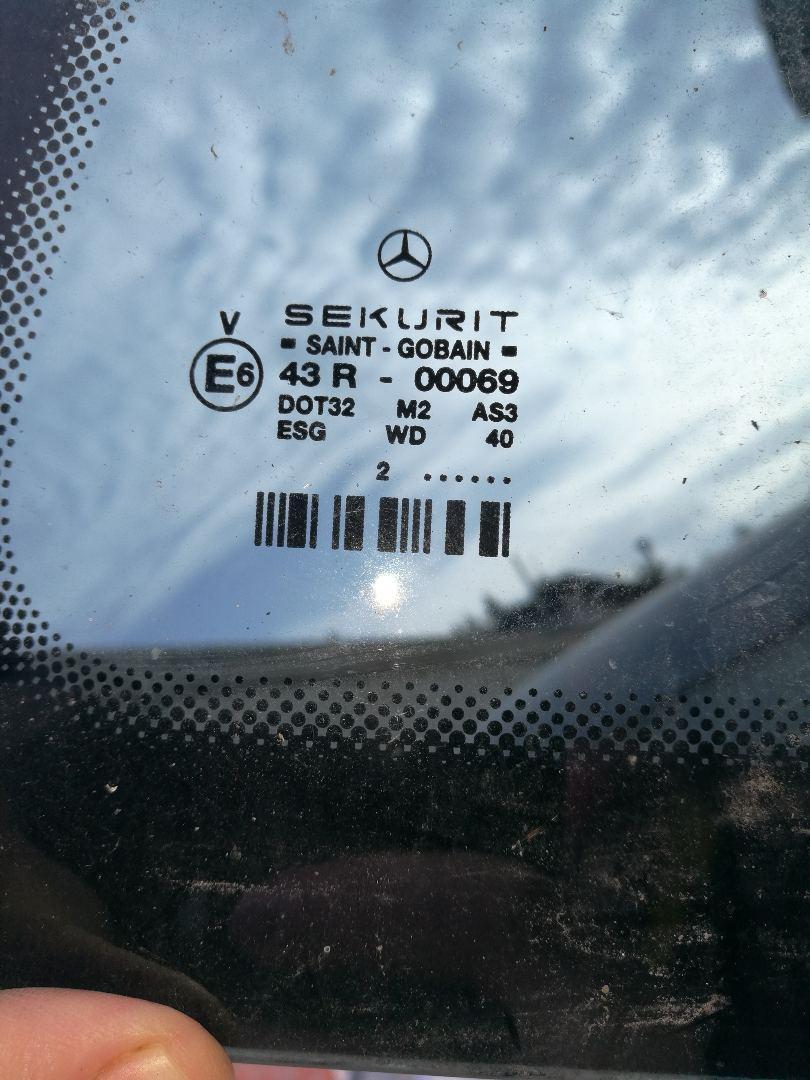 SEKURIT
SAINT - GOBAIN
V
E6
43 R - 00069
DOT32 M2 AS3
ESG WD 40
2 ......